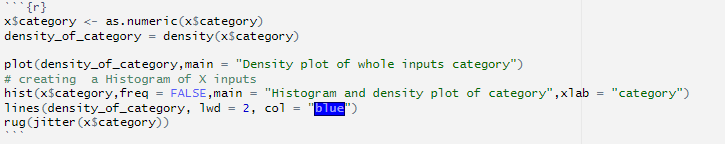 ```{r}
x$category <- as.numeric(x$category)
density_of_category = density(x$category)
plot(density_of_category,main = "Density plot of whole inputs category")
# creating  a Histogram of X inputs
hist(x$category,freq = FALSE,main = "Histogram and density plot of category",xlab = "category")
lines(density_of_category, lwd = 2, col = "blue")
rug(jitter(x$category))
```